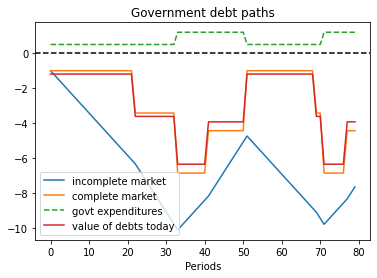 Government debt paths
0
−2
−4
−6
−8
−10
incomplete market
complete market
govt expenditures
value of debts today
0 10 20 30 40 50 60 70 80
Periods